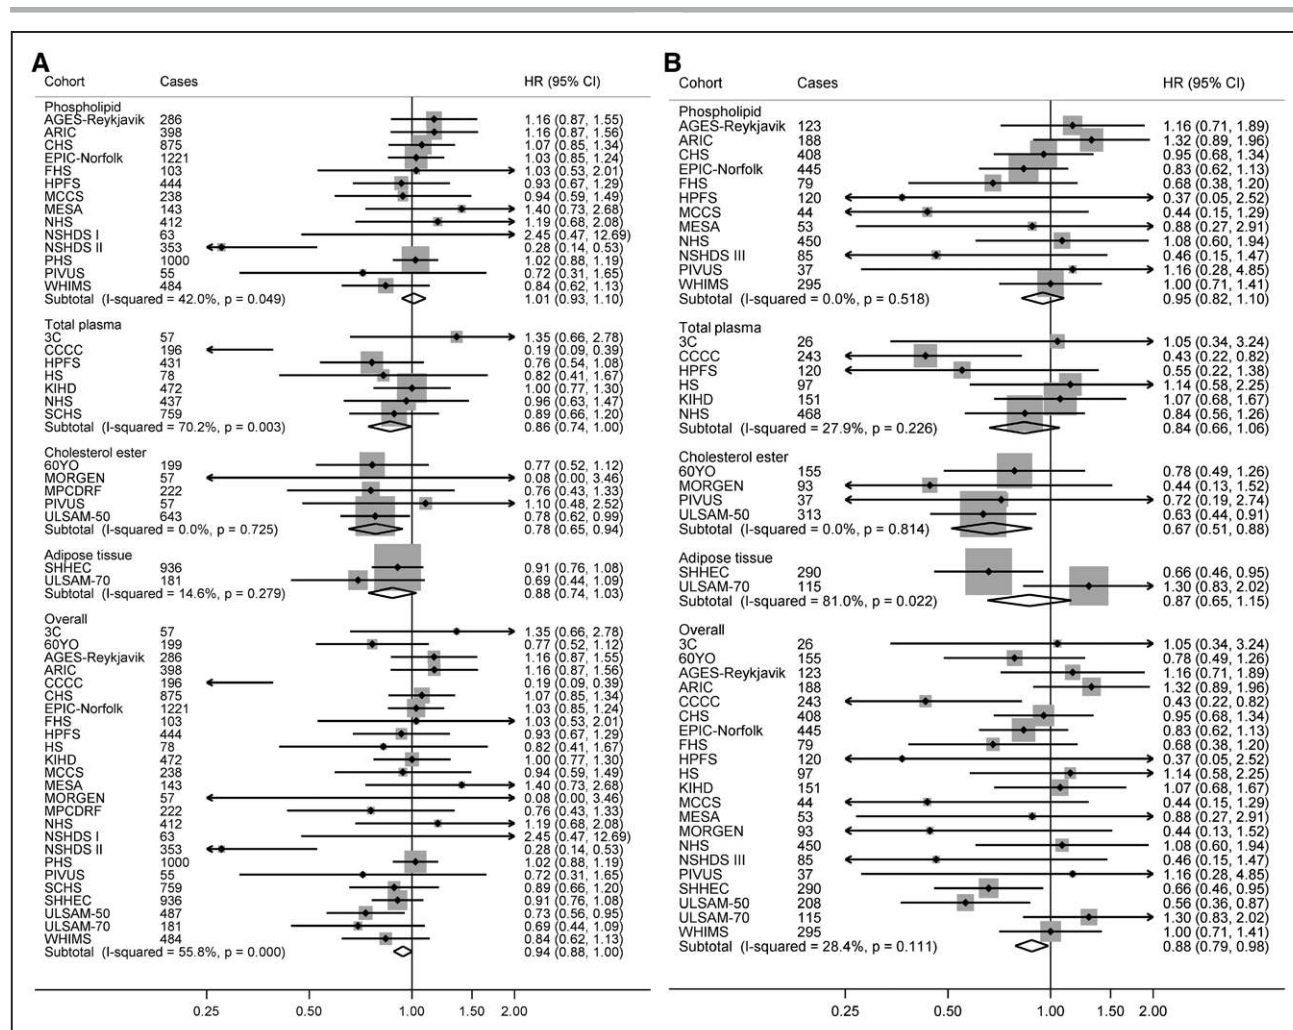 A
Cohort Cases HR (95% CI)
Phospholipid
AGES-Reykjavik 286 1.16 (0.87, 1.55)
ARIC 398 1.16 (0.87, 1.56)
CHS 875 1.07 (0.85, 1.34)
EPIC-Norfolk 1221 1.03 (0.85, 1.24)
FHS 103 1.03 (0.53, 2.01)
HPFS 444 0.93 (0.67, 1.29)
MCCS 238 0.94 (0.59, 1.49)
MESA 143 1.40 (0.73, 2.68)
NHS 412 1.19 (0.68, 2.08)
NSHDS I 63 2.45 (0.47, 12.69)
NSHDS II 353 0.28 (0.14, 0.53)
PHS 1000 1.02 (0.88, 1.19)
PIVUS 55 0.72 (0.31, 1.65)
WHIMS 484 0.84 (0.62, 1.13)
Subtotal (I-squared = 42.0%, p = 0.049) 1.01 (0.93, 1.10)
Total plasma
3C 57 1.35 (0.66, 2.78)
CCCC 196 0.19 (0.09, 0.39)
HPFS 431 0.76 (0.54, 1.08)
HS 78 0.82 (0.41, 1.67)
KIHD 472 1.00 (0.77, 1.30)
NHS 437 0.96 (0.63, 1.47)
SCHS 759 0.89 (0.66, 1.20)
Subtotal (I-squared = 70.2%, p = 0.003) 0.86 (0.74, 1.00)
Cholesterol ester
60YO 199 0.77 (0.52, 1.12)
MORGEN 57 0.08 (0.00, 3.46)
MPCDRF 222 0.76 (0.43, 1.33)
PIVUS 57 1.10 (0.48, 2.52)
ULSAM-50 643 0.78 (0.62, 0.99)
Subtotal (I-squared = 0.0%, p = 0.725) 0.78 (0.65, 0.94)
Adipose tissue
SHHEC 936 0.91 (0.76, 1.08)
ULSAM-70 181 0.69 (0.44, 1.09)
Subtotal (I-squared = 14.6%, p = 0.279) 0.88 (0.74, 1.03)
Overall
3C 57 1.35 (0.66, 2.78)
60YO 199 0.77 (0.52, 1.12)
AGES-Reykjavik 286 1.16 (0.87, 1.55)
ARIC 398 1.16 (0.87, 1.56)
CCCC 196 0.19 (0.09, 0.39)
CHS 875 1.07 (0.85, 1.34)
EPIC-Norfolk 1221 1.03 (0.85, 1.24)
FHS 103 1.03 (0.53, 2.01)
HPFS 444 0.93 (0.67, 1.29)
HS 78 0.82 (0.41, 1.67)
KIHD 472 1.00 (0.77, 1.30)
MCCS 238 0.94 (0.59, 1.49)
MESA 143 1.40 (0.73, 2.68)
MORGEN 57 0.08 (0.00, 3.46)
MPCDRF 222 0.76 (0.43, 1.33)
NHS 412 1.19 (0.68, 2.08)
NSHDS I 63 2.45 (0.47, 12.69)
NSHDS II 353 0.28 (0.14, 0.53)
PHS 1000 1.02 (0.88, 1.19)
PIVUS 55 0.72 (0.31, 1.65)
SCHS 759 0.89 (0.66, 1.20)
SHHEC 936 0.91 (0.76, 1.08)
ULSAM-50 487 0.73 (0.56, 0.95)
ULSAM-70 181 0.69 (0.44, 1.09)
WHIMS 484 0.84 (0.62, 1.13)
Subtotal (I-squared = 55.8%, p = 0.000) 0.94 (0.88, 1.00)
0.25 0.50 1.00 1.50 2.00
B
Cohort Cases HR (95% CI)
Phospholipid
AGES-Reykjavik 123 1.16 (0.71, 1.89)
ARIC 188 1.32 (0.89, 1.96)
CHS 408 0.95 (0.68, 1.34)
EPIC-Norfolk 445 0.83 (0.62, 1.13)
FHS 79 0.68 (0.38, 1.20)
HPFS 120 0.37 (0.05, 2.52)
MCCS 44 0.44 (0.15, 1.29)
MESA 53 0.88 (0.27, 2.91)
NHS 450 1.08 (0.60, 1.94)
NSHDS III 85 0.46 (0.15, 1.47)
PIVUS 37 1.16 (0.28, 4.85)
WHIMS 295 1.00 (0.71, 1.41)
Subtotal (I-squared = 0.0%, p = 0.518) 0.95 (0.82, 1.10)
Total plasma
3C 26 1.05 (0.34, 3.24)
CCCC 243 0.43 (0.22, 0.82)
HPFS 120 0.55 (0.22, 1.38)
HS 97 1.14 (0.58, 2.25)
KIHD 151 1.07 (0.68, 1.67)
NHS 468 0.84 (0.56, 1.26)
Subtotal (I-squared = 27.9%, p = 0.226) 0.84 (0.66, 1.06)
Cholesterol ester
60YO 155 0.78 (0.49, 1.26)
MORGEN 93 0.44 (0.13, 1.52)
PIVUS 37 0.72 (0.19, 2.74)
ULSAM-50 313 0.63 (0.44, 0.91)
Subtotal (I-squared = 0.0%, p = 0.814) 0.67 (0.51, 0.88)
Adipose tissue
SHHEC 290 0.66 (0.46, 0.95)
ULSAM-70 115 1.30 (0.83, 2.02)
Subtotal (I-squared = 81.0%, p = 0.022) 0.87 (0.65, 1.15)
Overall
3C 26 1.05 (0.34, 3.24)
60YO 155 0.78 (0.49, 1.26)
AGES-Reykjavik 123 1.16 (0.71, 1.89)
ARIC 188 1.32 (0.89, 1.96)
CCCC 243 0.43 (0.22, 0.82)
CHS 408 0.95 (0.68, 1.34)
EPIC-Norfolk 445 0.83 (0.62, 1.13)
FHS 79 0.68 (0.38, 1.20)
HPFS 120 0.37 (0.05, 2.52)
HS 97 1.14 (0.58, 2.25)
KIHD 151 1.07 (0.68, 1.67)
MCCS 44 0.44 (0.15, 1.29)
MESA 53 0.88 (0.27, 2.91)
MORGEN 93 0.44 (0.13, 1.52)
NHS 450 1.08 (0.60, 1.94)
NSHDS III 85 0.46 (0.15, 1.47)
PIVUS 37 1.16 (0.28, 4.85)
SHHEC 290 0.66 (0.46, 0.95)
ULSAM-50 208 0.56 (0.36, 0.87)
ULSAM-70 115 1.30 (0.83, 2.02)
WHIMS 295 1.00 (0.71, 1.41)
Subtotal (I-squared = 28.4%, p = 0.111) 0.88 (0.79, 0.98)
0.25 0.50 1.00 1.50 2.00